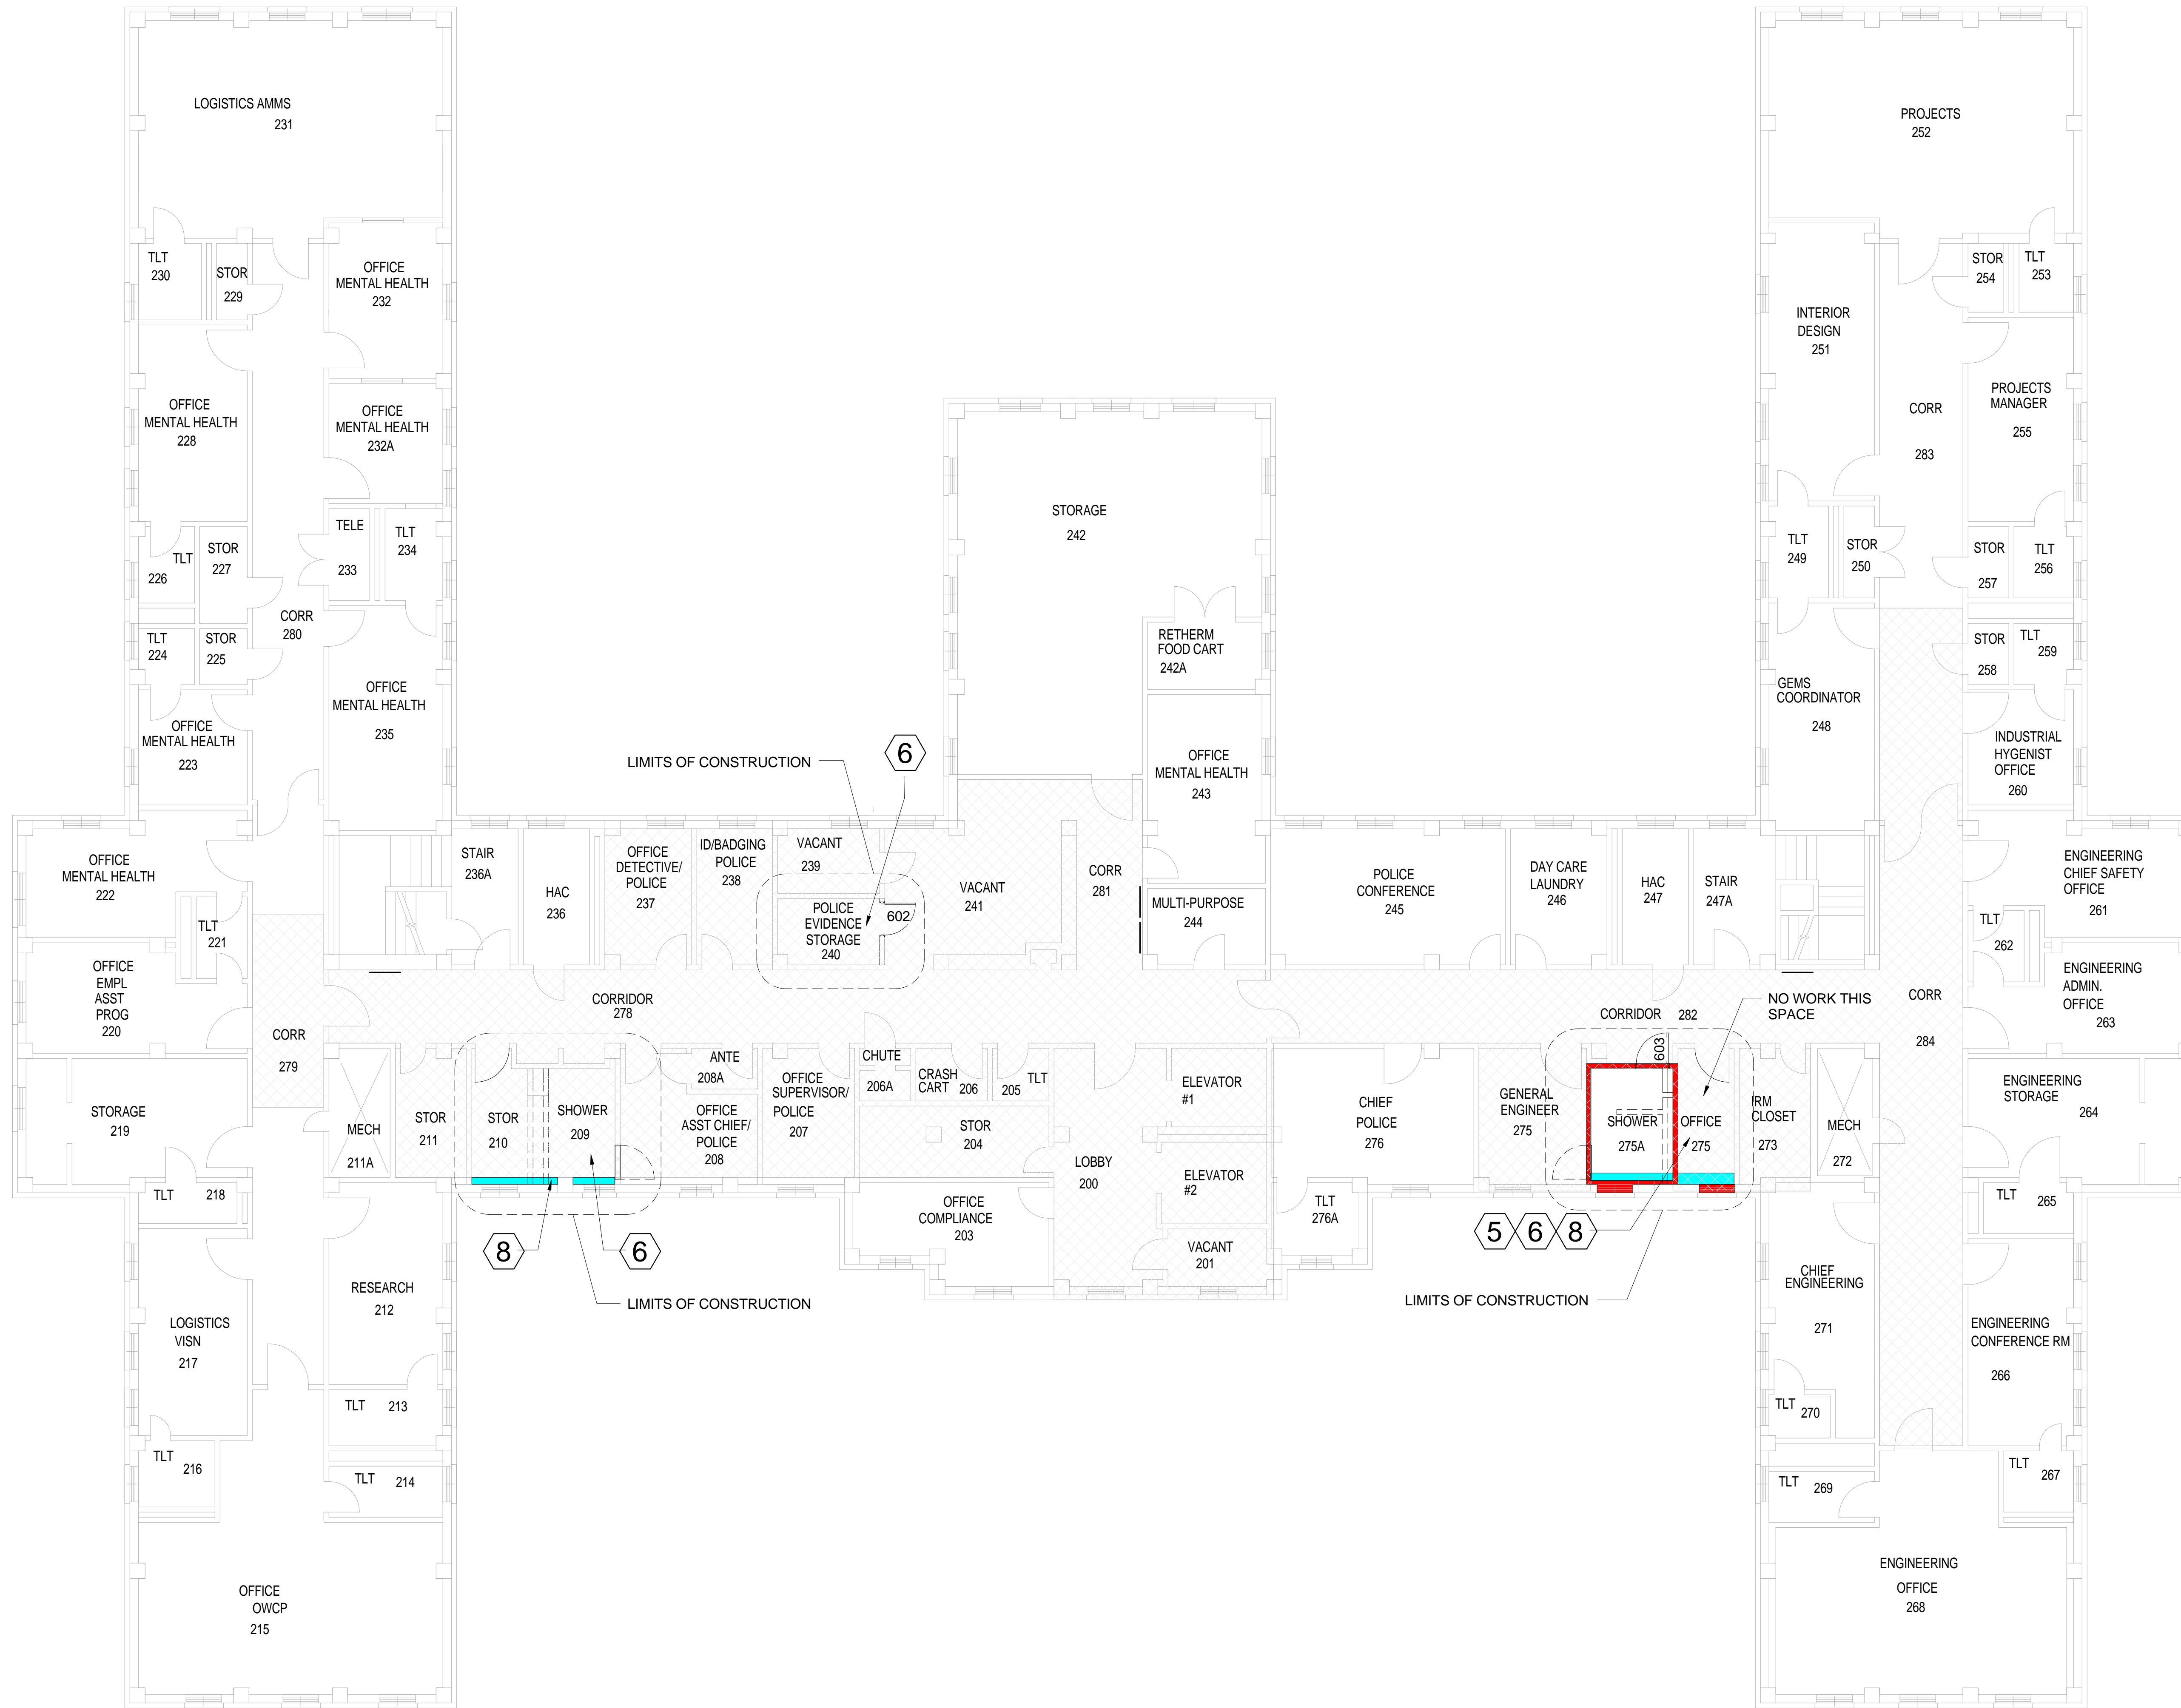 LOGISTICS AMMS
231
TLT
230
STOR
229
OFFICE
MENTAL HEALTH
232
OFFICE
MENTAL HEALTH
228
OFFICE
MENTAL HEALTH
232A
TELE
233
TLT
234
TLT
226
STOR
227
CORR
280
TLT
224
STOR
225
OFFICE
MENTAL HEALTH
223
OFFICE
MENTAL HEALTH
235
OFFICE
MENTAL HEALTH
222
TLT
221
OFFICE
EMPL
ASST
PROG
220
CORR
279
STORAGE
219
TLT 218
LOGISTICS
VISN
217
TLT
216
RESEARCH
212
TLT 213
TLT 214
OFFICE
OWCP
215
STAIR
236A
HAC
236
OFFICE
DETECTIVE/
POLICE
237
ID/BADGING
POLICE
238
VACANT
239
POLICE
EVIDENCE
STORAGE
240
602
LIMITS OF CONSTRUCTION
6
VACANT
241
CORR
281
STORAGE
242
RETHERM
FOOD CART
242A
OFFICE
MENTAL HEALTH
243
MULTI-PURPOSE
244
CORRIDOR
278
MECH
211A
STOR
211
STOR
210
SHOWER
209
ANTE
208A
OFFICE
ASST CHIEF/
POLICE
208
OFFICE
SUPERVISOR/
POLICE
207
CHUTE
206A
CRASH
CART
206
TLT
205
STOR
204
OFFICE
COMPLIANCE
203
LOBBY
200
ELEVATOR
#1
ELEVATOR
#2
VACANT
201
8
6
LIMITS OF CONSTRUCTION
POLICE
CONFERENCE
245
DAY CARE
LAUNDRY
246
HAC
247
STAIR
247A
CORRIDOR 282
NO WORK THIS
SPACE
CHIEF
POLICE
276
TLT
276A
GENERAL
ENGINEER
275
603
SHOWER
275A
OFFICE
275
IRM
CLOSET
273
MECH
272
5
6
8
LIMITS OF CONSTRUCTION
PROJECTS
252
STOR
254
TLT
253
INTERIOR
DESIGN
251
CORR
283
PROJECTS
MANAGER
255
TLT
249
STOR
250
STOR
257
TLT
256
STOR
258
TLT
259
GEMS
COORDINATOR
248
INDUSTRIAL
HYGENIST
OFFICE
260
ENGINEERING
CHIEF SAFETY
OFFICE
261
TLT
262
ENGINEERING
ADMIN.
OFFICE
263
CORR
284
ENGINEERING
STORAGE
264
TLT
265
CHIEF
ENGINEERING
271
ENGINEERING
CONFERENCE RM
266
TLT
270
TLT
267
TLT 269
ENGINEERING
OFFICE
268